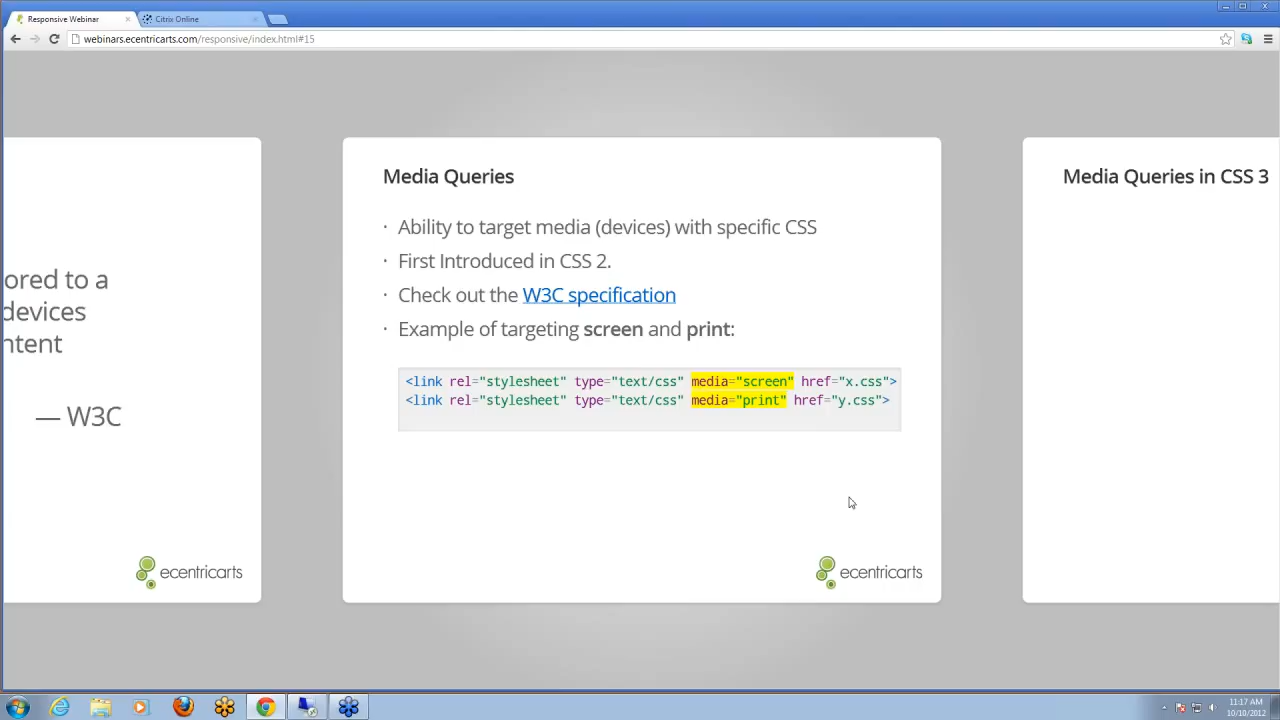 Responsive Webinar
Citrix Online
webinars.ecentricarts.com/responsive/index.html#15
ored to a
devices
ntent
— W3C
ecentricarts
Media Queries
· Ability to target media (devices) with specific CSS
· First Introduced in CSS 2.
· Check out the W3C specification
· Example of targeting screen and print:
<link rel="stylesheet" type="text/css" media="screen" href="x.css">
<link rel="stylesheet" type="text/css" media="print" href="y.css">
ecentricarts
Media Queries in CSS 3
11:17 AM
10/10/2012